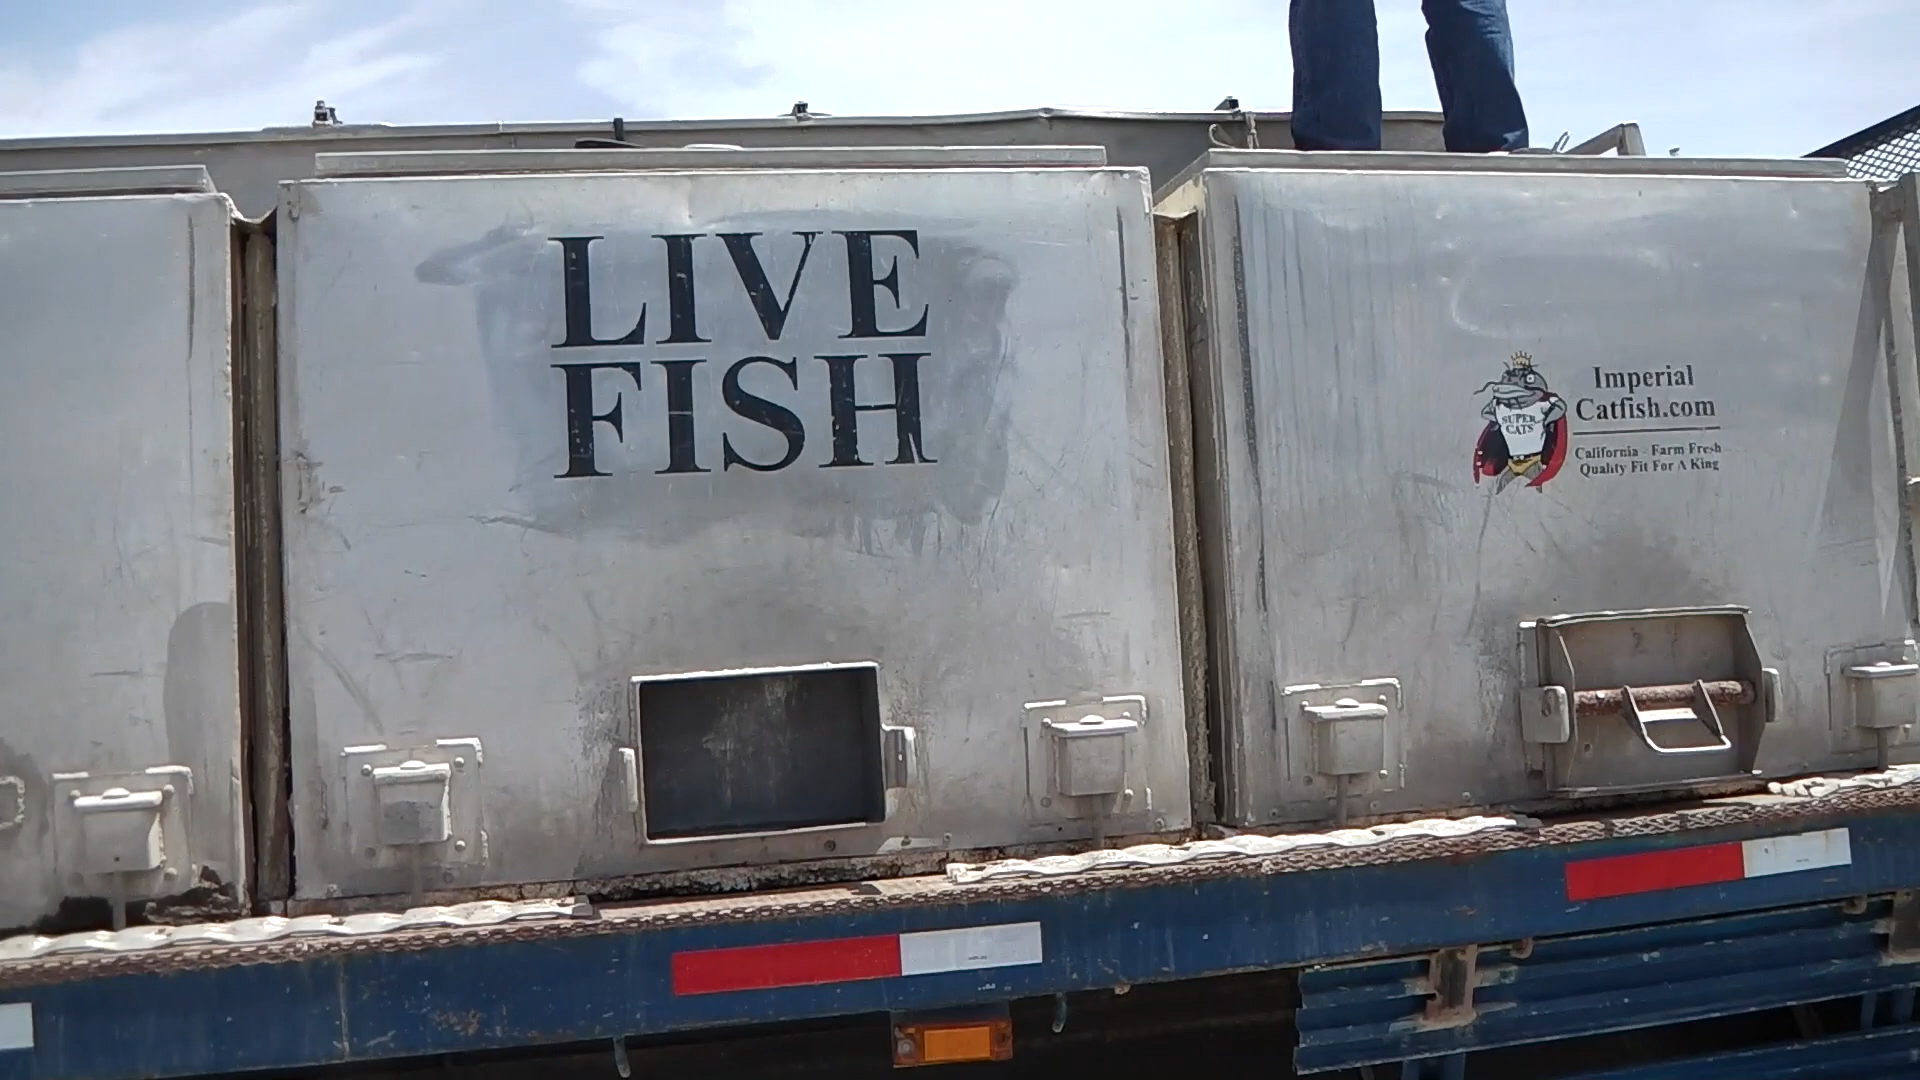 LIVE
FISH
SUPER
CATS
Imperial
Catfish.com
California - Farm Fresh
Quality Fit For A King